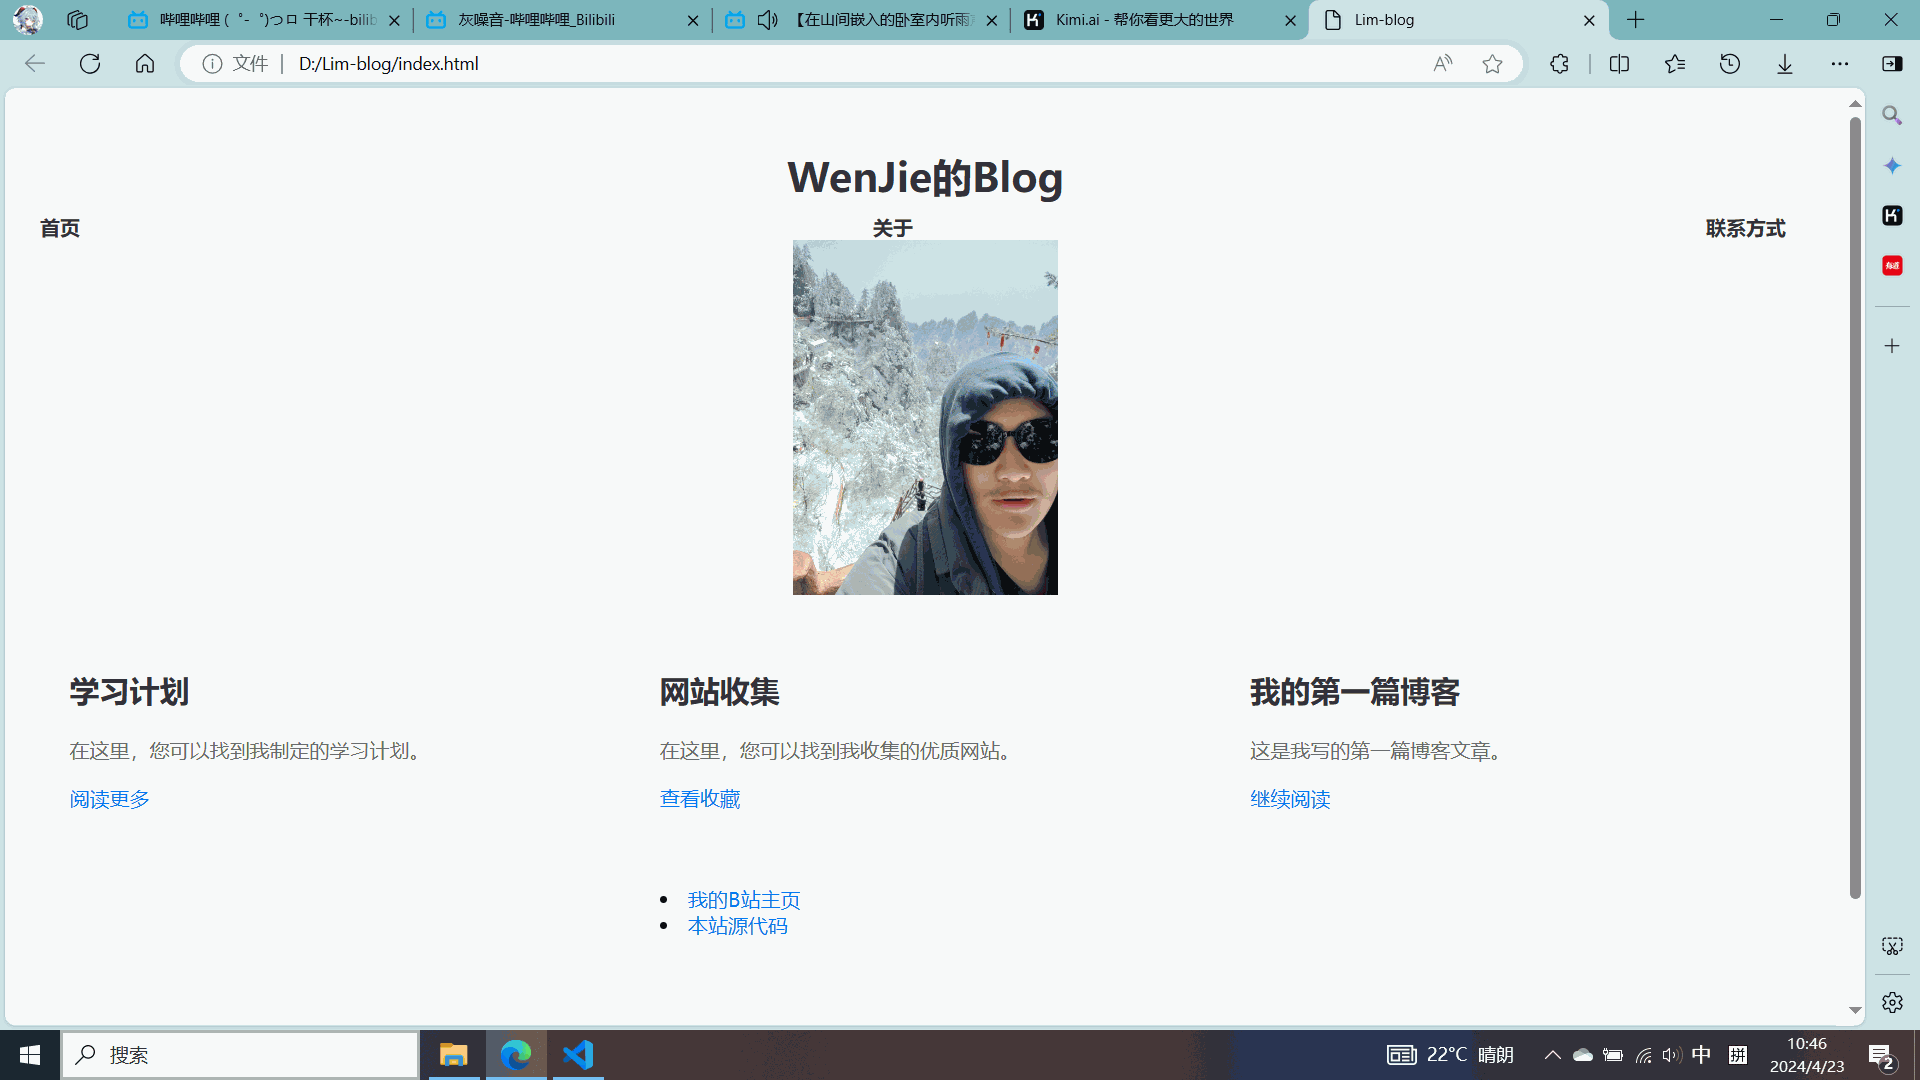 哔哩哔哩 (゜-゜)つロ 干杯~-bilib
灰噪音-哔哩哔哩_Bilibili
【在山间嵌入的卧室内听雨
Kimi.ai - 帮你看更大的世界
Lim-blog
文件
D:/Lim-blog/index.html
WenJie的Blog
首页
关于
联系方式
学习计划
网站收集
我的第一篇博客
在这里，您可以找到我制定的学习计划。
在这里，您可以找到我收集的优质网站。
这是我写的第一篇博客文章。
阅读更多
查看收藏
继续阅读
我的B站主页
本站源代码
搜索
22°C 晴朗
中
拼
10:46
2024/4/23
2